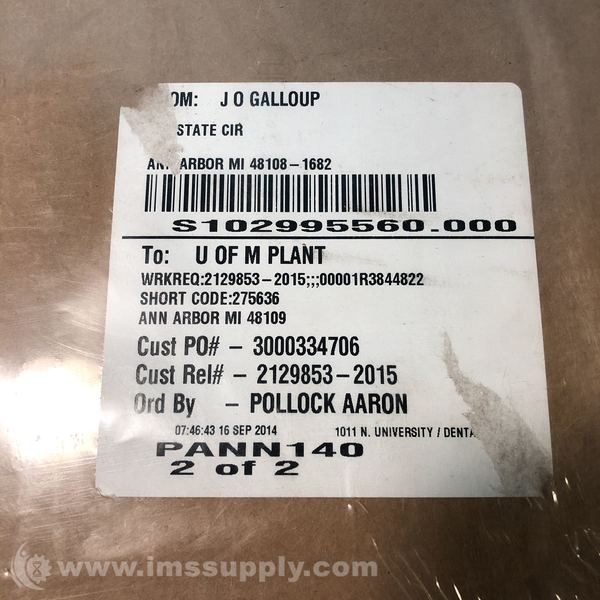 J O GALLOUP
STATE CIR
ARBOR MI 48108-1682
S102995560.000
To: U OF M PLANT
WRKREQ:2129853-2015;;;00001R3844822
SHORT CODE:275636
ANN ARBOR MI 48109
Cust PO# - 3000334706
Cust Rel# - 2129853-2015
Ord By - POLLOCK AARON
07:46:43 16 SEP 2014 1011 N. UNIVERSITY / DENTA
PANN140
2 of 2
www.imssupply.com